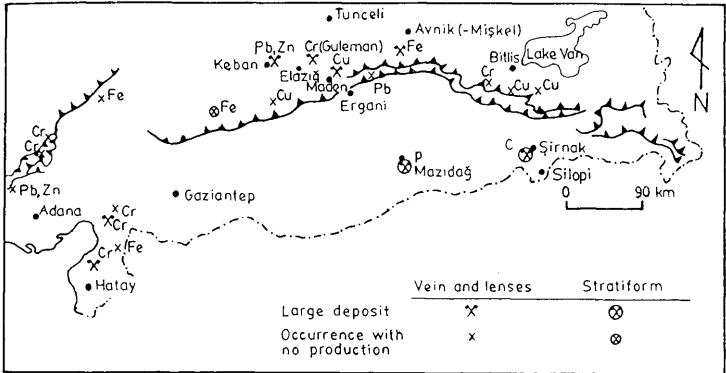 Tunceli
Avnik (-Mişkel)
Pb,Zn
Cr(Guleman)
Fe
Bitlis
Lake Van
Keban
Cu
Elazığ
Maden
Pb
Ergani
Cr
Cu
Cu
N
Fe
Fe
Cu
Cr
Cr
C
Şirnak
P
Mazıdağ
Silopi
Pb,Zn
Gaziantep
0 90 km
Adana
Cr
Cr
Fe
Cr
Hatay
Vein and lenses Stratiform
Large deposit
Occurrence with
no production